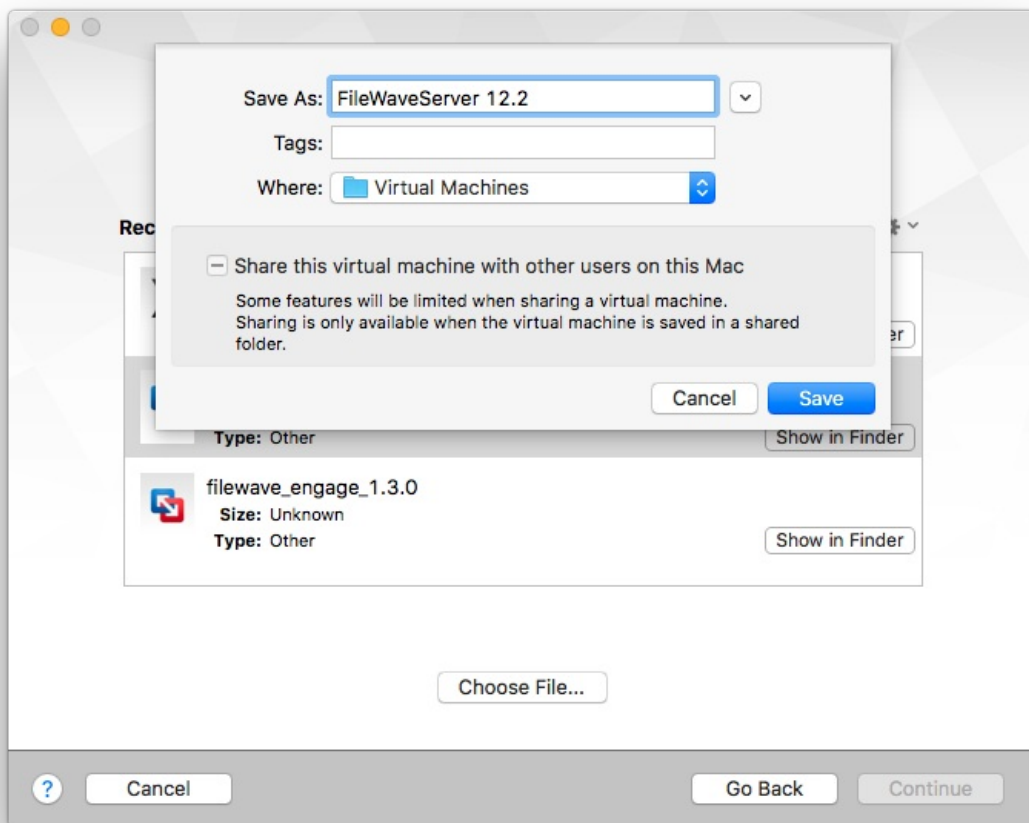 Save As: FileWaveServer 12.2
Tags:
Where: Virtual Machines
Rec
Share this virtual machine with other users on this Mac
Some features will be limited when sharing a virtual machine.
Sharing is only available when the virtual machine is saved in a shared
folder.
er
Cancel Save
Type: Other Show in Finder
filewave_engage_1.3.0
Size: Unknown
Type: Other Show in Finder
Choose File...
? Cancel Go Back Continue